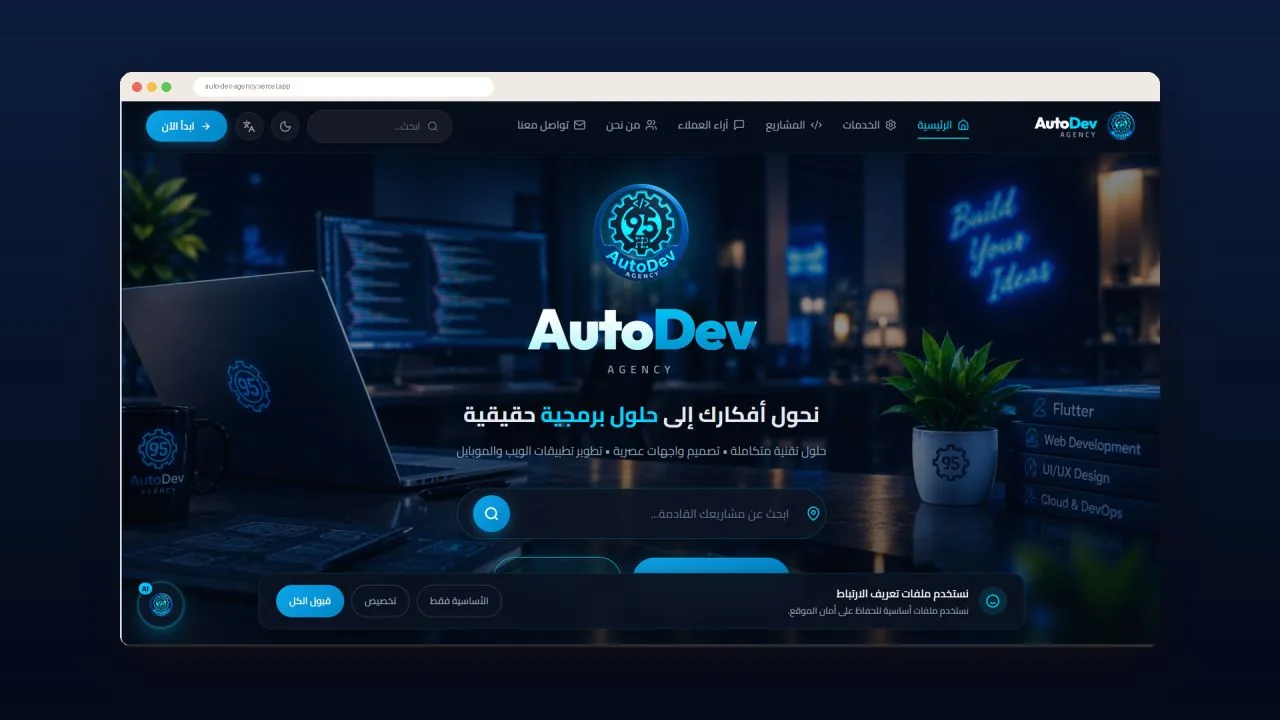 auto-dev-agency.vercel.app
AutoDev
AGENCY
الرئيسية
الخدمات
المشاريع
آراء العملاء
من نحن
تواصل معنا
ابحث...
ابدأ الآن
95
AutoDev
AGENCY
Build
Your
Ideas
AutoDev
AGENCY
نحول أفكارك إلى حلول برمجية حقيقية
حلول تقنية متكاملة • تصميم واجهات عصرية • تطوير تطبيقات الويب والموبايل
ابحث عن مشاريعك القادمة...
95
95
AutoDev
AGENCY
95
Flutter
Web Development
UI/UX Design
Cloud & DevOps
نستخدم ملفات تعريف الارتباط
نستخدم ملفات أساسية للحفاظ على أمان الموقع.
الأساسية فقط
تخصيص
قبول الكل
AI